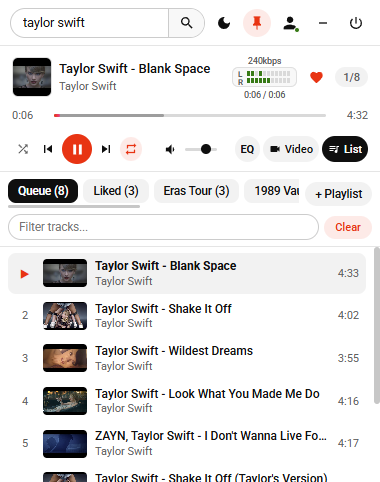 taylor swift
Taylor Swift - Blank Space
Taylor Swift
240kbps
L
R
0:06 / 0:06
1/8
0:06
4:32
EQ
Video
List
Queue (8)
Liked (3)
Eras Tour (3)
1989 Vau
+ Playlist
Filter tracks...
Clear
Taylor Swift - Blank Space
Taylor Swift
4:33
2
Taylor Swift - Shake It Off
Taylor Swift
4:02
3
Taylor Swift - Wildest Dreams
Taylor Swift
3:55
4
Taylor Swift - Look What You Made Me Do
Taylor Swift
4:16
5
ZAYN, Taylor Swift - I Don't Wanna Live Fo...
Taylor Swift
4:17
Taylor Swift - Shake It Off (Taylor's Version)